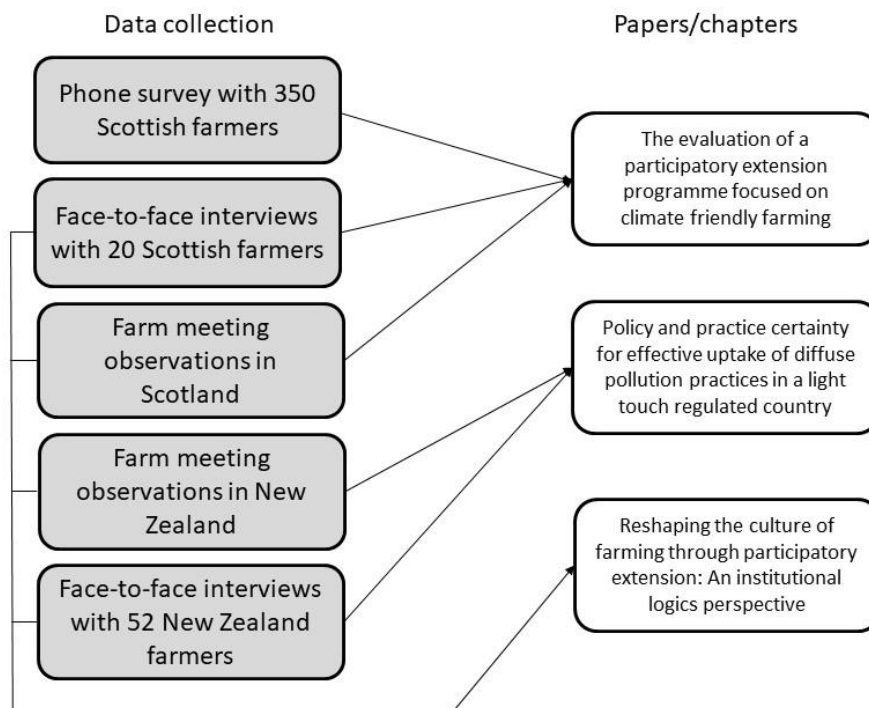 Data collection
Phone survey with 350
Scottish farmers
Face-to-face interviews
with 20 Scottish farmers
Farm meeting
observations in
Scotland
Farm meeting
observations in New
Zealand
Face-to-face interviews
with 52 New Zealand
farmers
Papers/chapters
The evaluation of a
participatory extension
programme focused on
climate friendly farming
Policy and practice certainty
for effective uptake of diffuse
pollution practices in a light
touch regulated country
Reshaping the culture of
farming through participatory
extension: An institutional
logics perspective